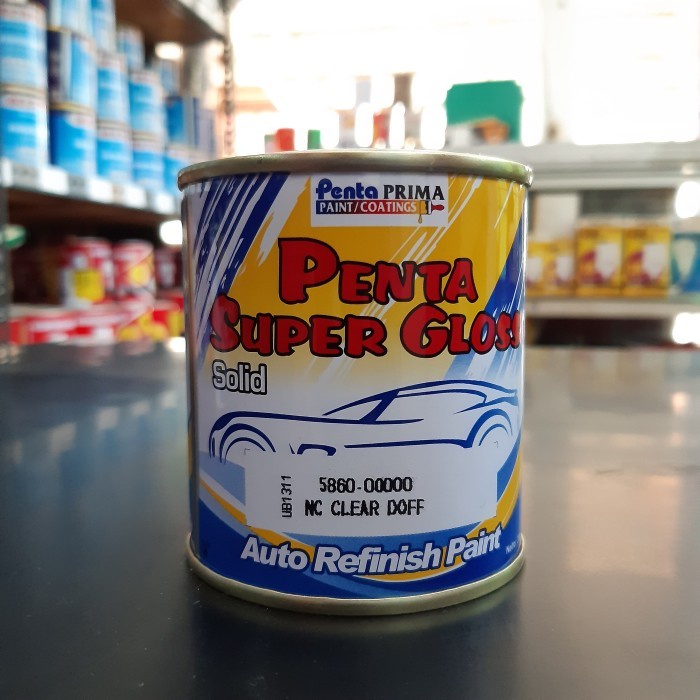 Penta PRIMA
PAINT/COATINGS
PENTA
SUPER GLOSS
Solid
UB1311
5860-00000
NC CLEAR DOFF
Auto Refinish Paint